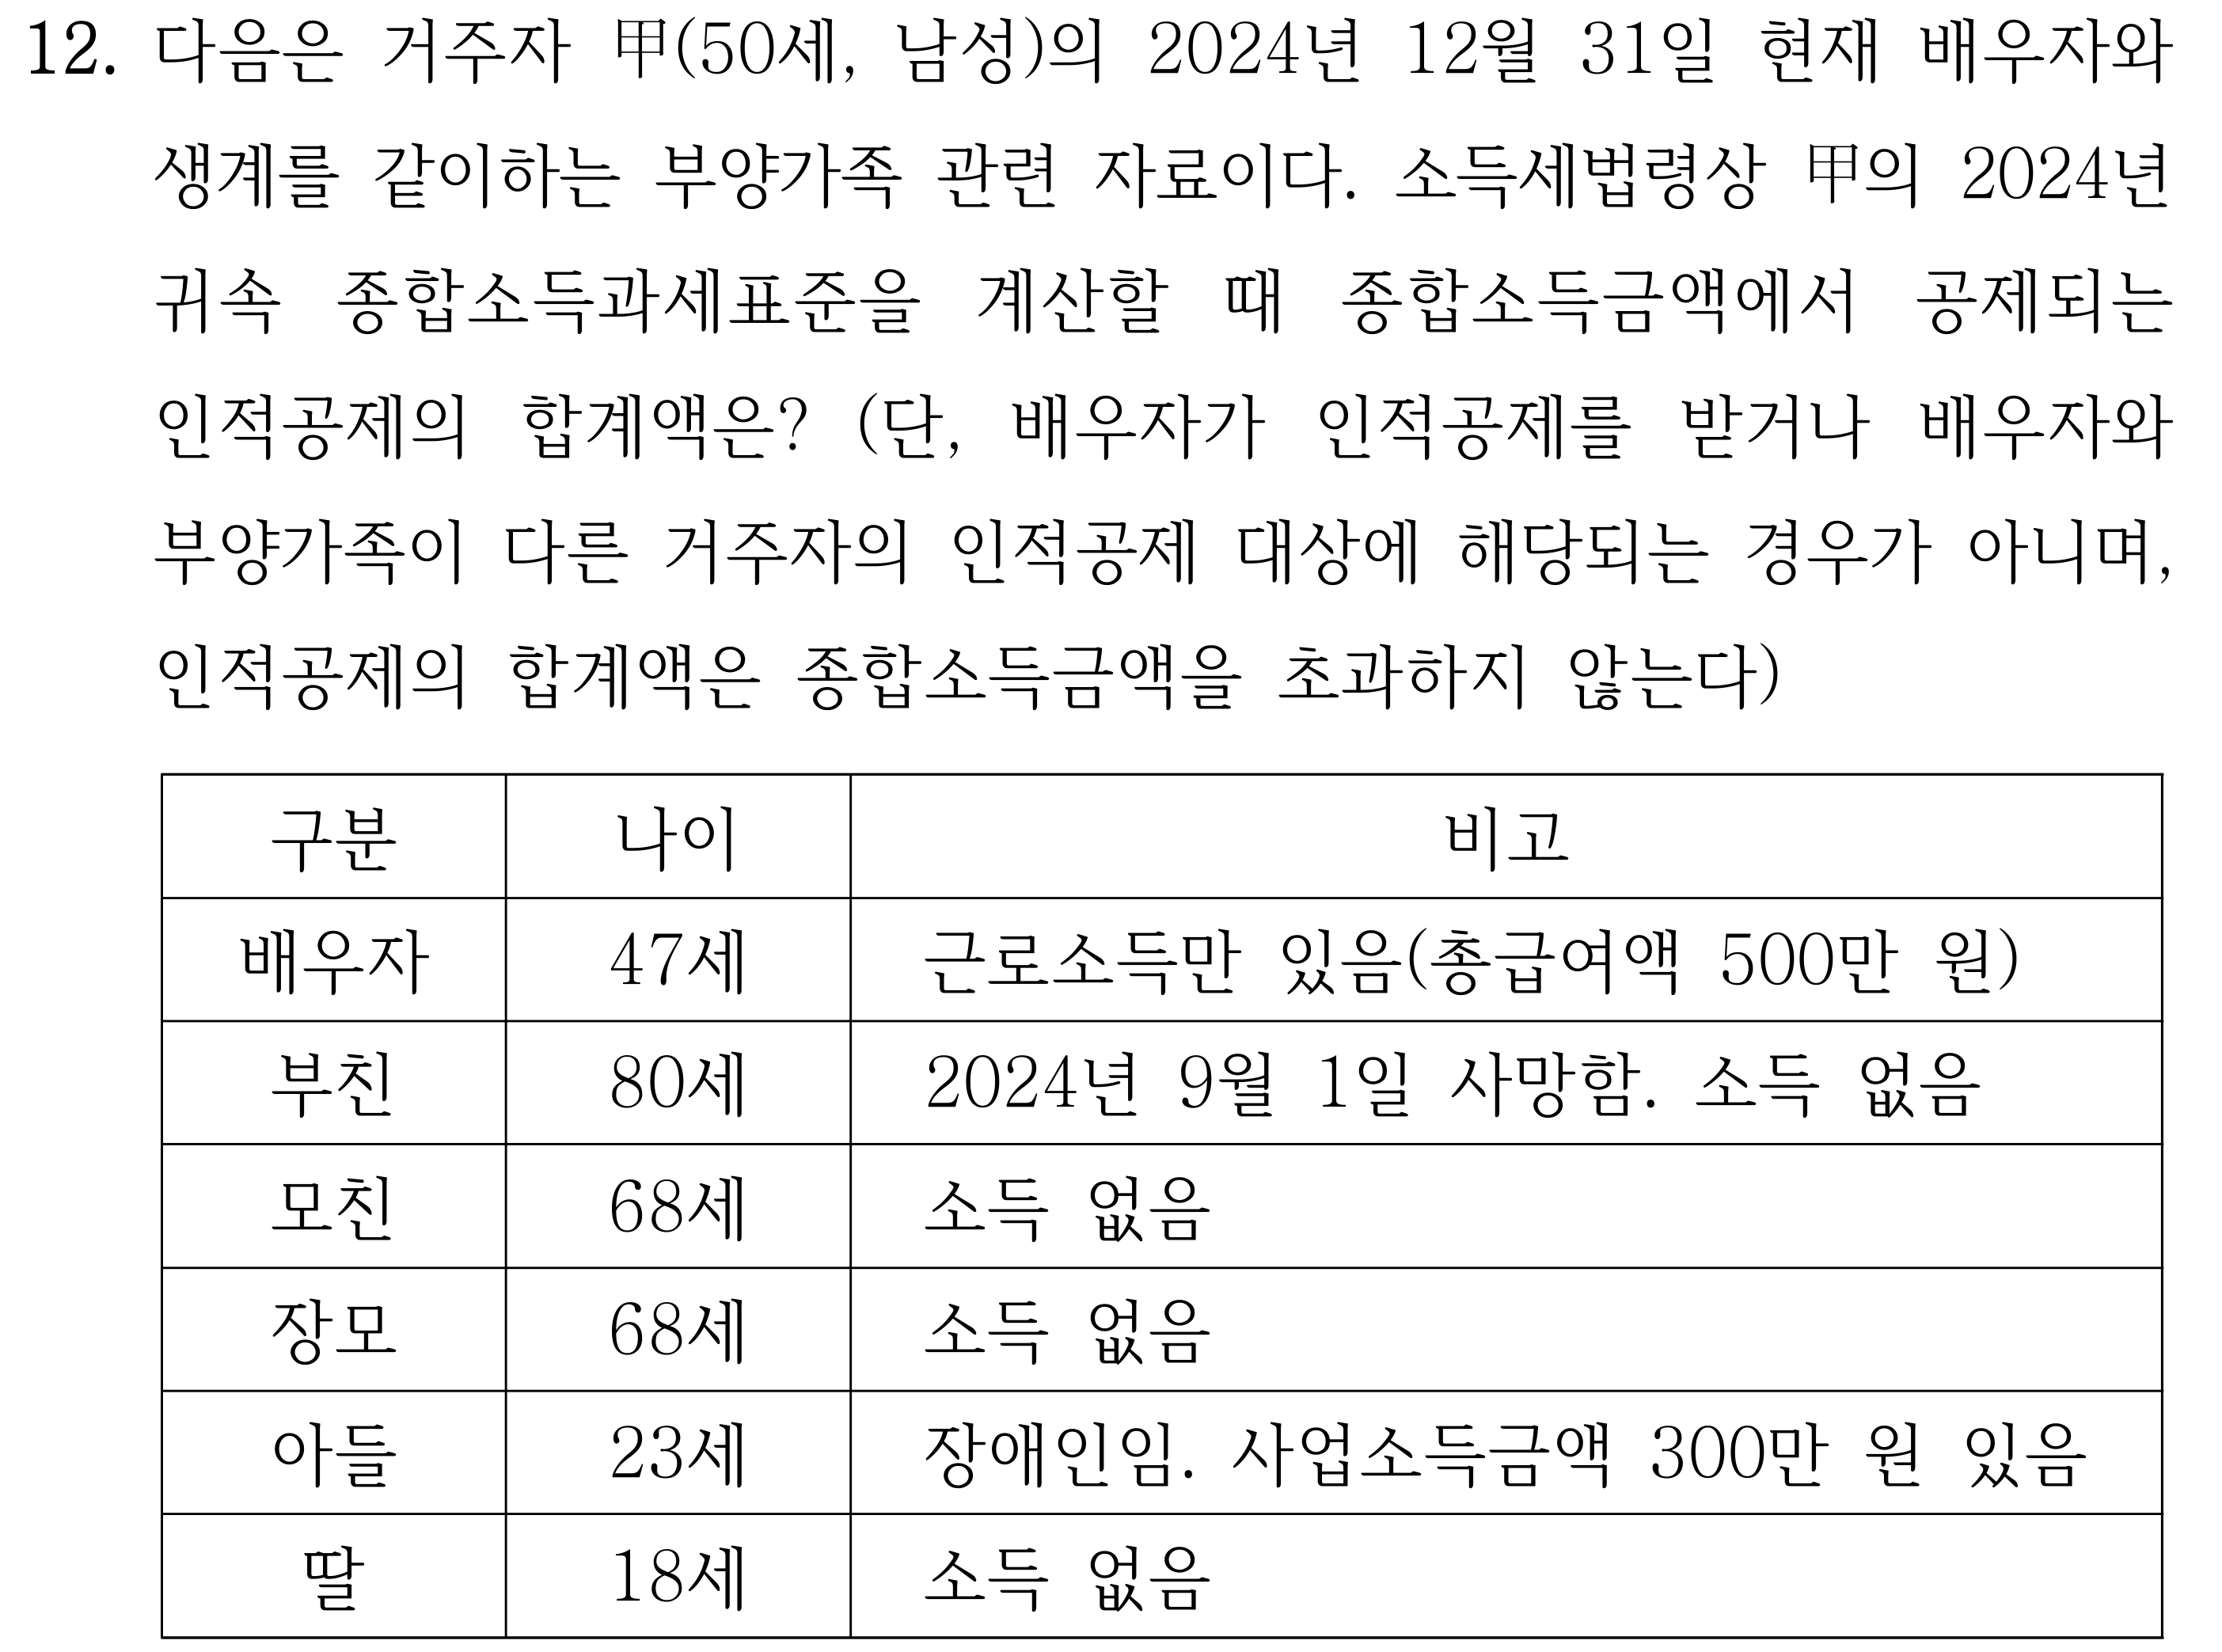 12. 다음은 거주자 甲(50세, 남성)의 2024년 12월 31일 현재 배우자와
생계를 같이하는 부양가족 관련 자료이다. 소득세법령상 甲의 2024년
귀속 종합소득과세표준을 계산할 때 종합소득금액에서 공제되는
인적공제의 합계액은? (단, 배우자가 인적공제를 받거나 배우자와
부양가족이 다른 거주자의 인적공제 대상에 해당되는 경우가 아니며,
인적공제의 합계액은 종합소득금액을 초과하지 않는다)
구분 나이 비고
배우자 47세 근로소득만 있음(총급여액 500만 원)
부친 80세 2024년 9월 1일 사망함. 소득 없음
모친 68세 소득 없음
장모 68세 소득 없음
아들 23세 장애인임. 사업소득금액 300만 원 있음
딸 18세 소득 없음